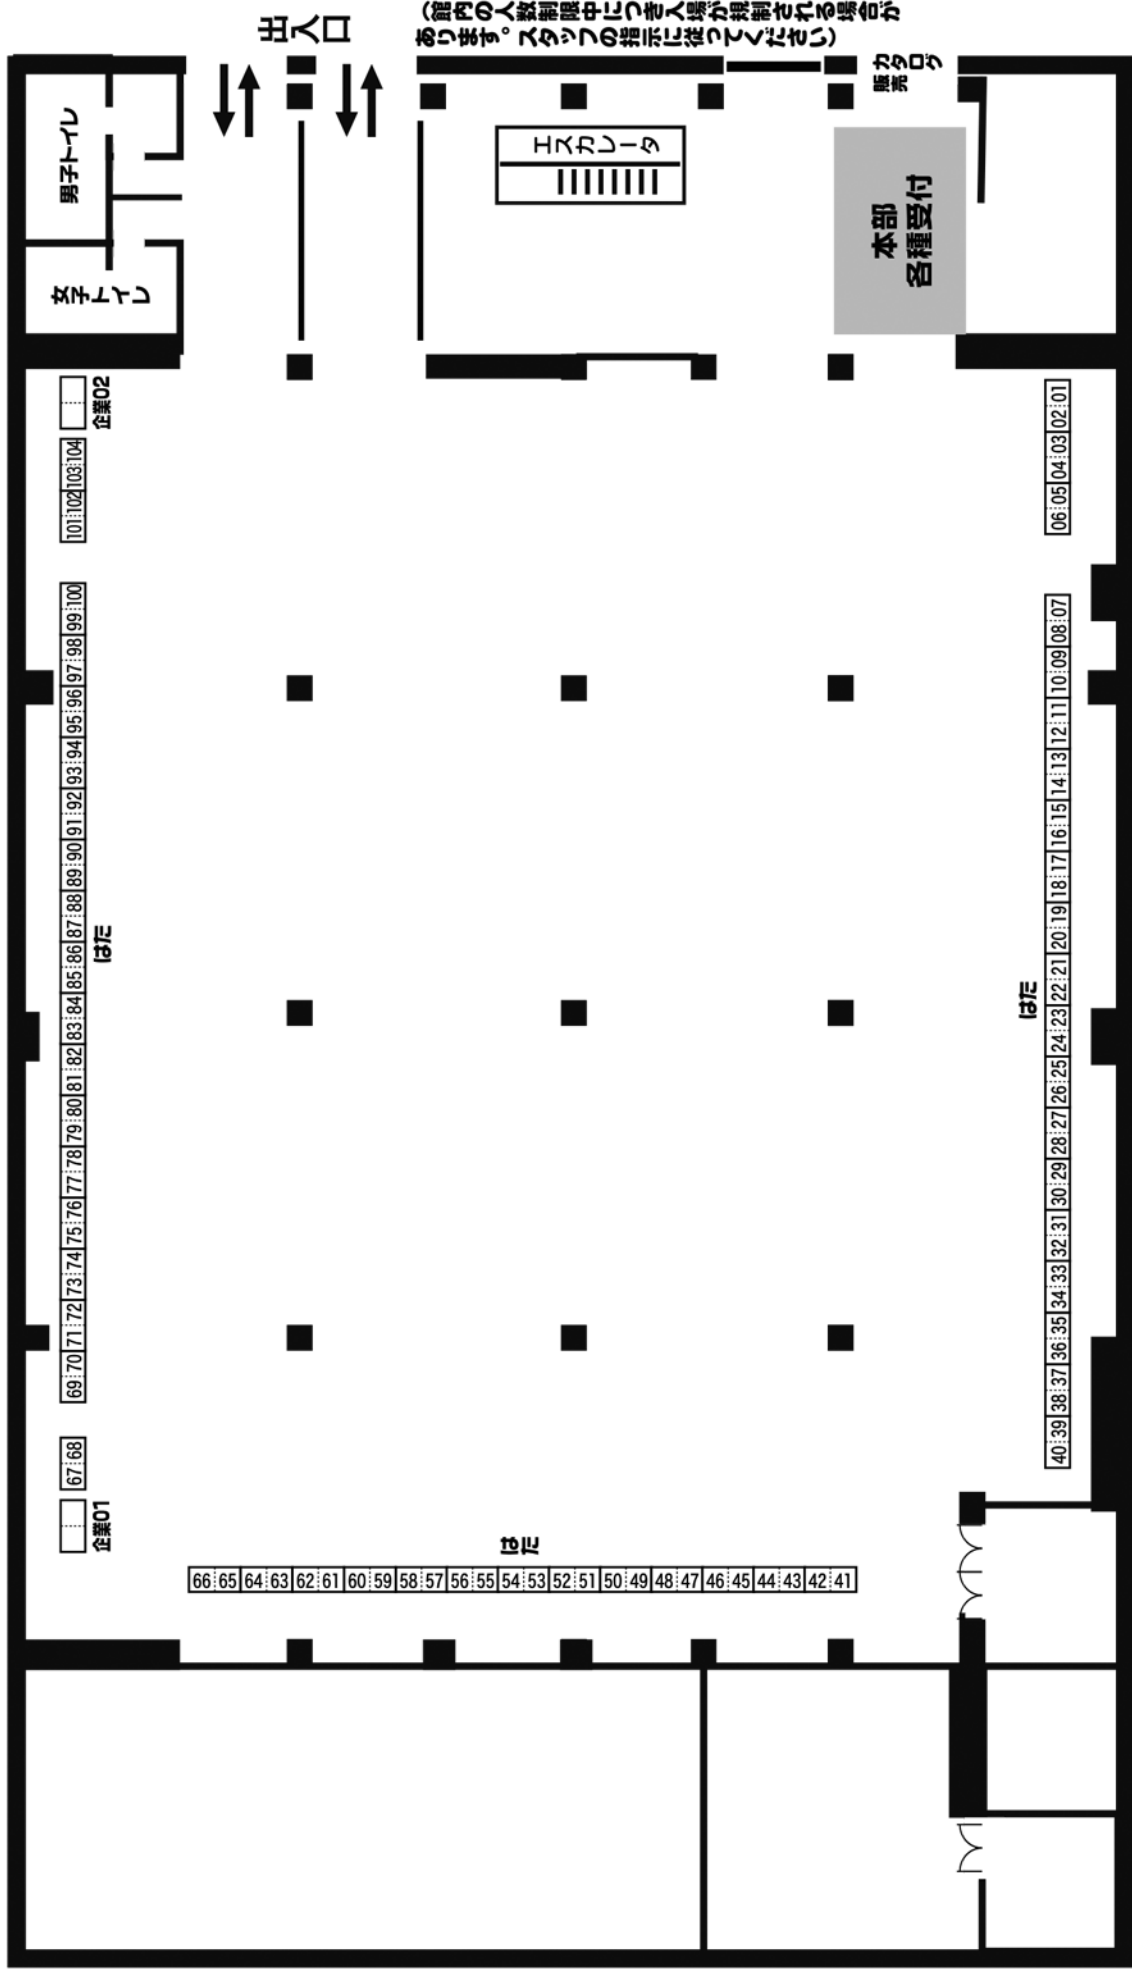 出入口
(館内の人数制限中につき入場が規制される場合が
あります。スタッフの指示に従ってください)
カタログ
販売
男子トイレ
女子トイレ
エスカレータ
本部
各種受付
企業02
101 102 103 104
69 70 71 72 73 74 75 76 77 78 79 80 81 82 83 84 85 86 87 88 89 90 91 92 93 94 95 96 97 98 99 100
はた
67 68
企業01
はた
66 65 64 63 62 61 60 59 58 57 56 55 54 53 52 51 50 49 48 47 46 45 44 43 42 41
はた
40 39 38 37 36 35 34 33 32 31 30 29 28 27 26 25 24 23 22 21 20 19 18 17 16 15 14 13 12 11 10 09 08 07
06 05 04 03 02 01